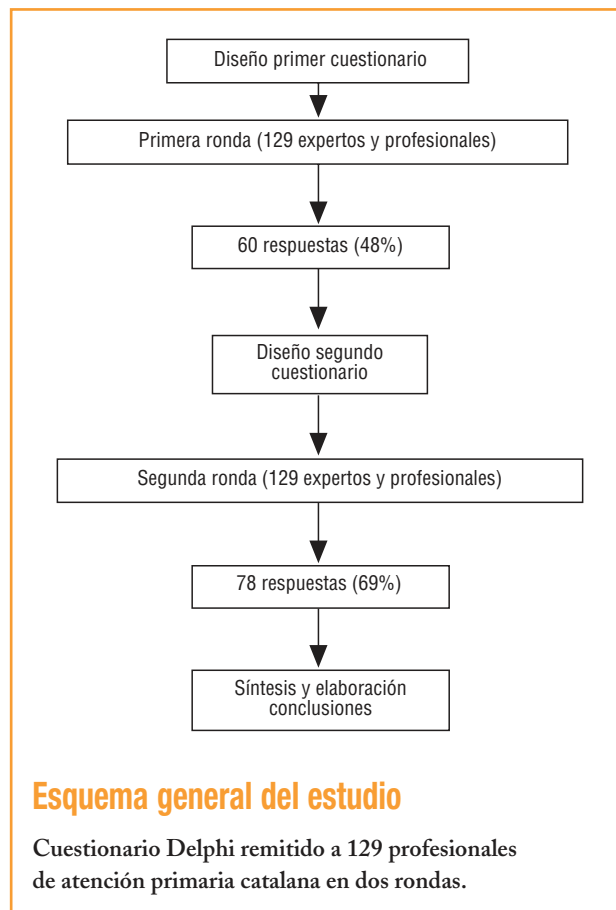 Diseño primer cuestionario
Primera ronda (129 expertos y profesionales)
60 respuestas (48%)
Diseño segundo
cuestionario
Segunda ronda (129 expertos y profesionales)
78 respuestas (69%)
Síntesis y elaboración
conclusiones
Esquema general del estudio
Cuestionario Delphi remitido a 129 profesionales
de atención primaria catalana en dos rondas.